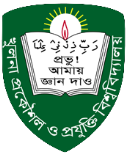 رَبِّ زِدْنِي عِلْمًا
প্রভু!
আমায়
জ্ঞান দাও
খুলনা প্রকৌশল ও প্রযুক্তি বিশ্ববিদ্যালয়